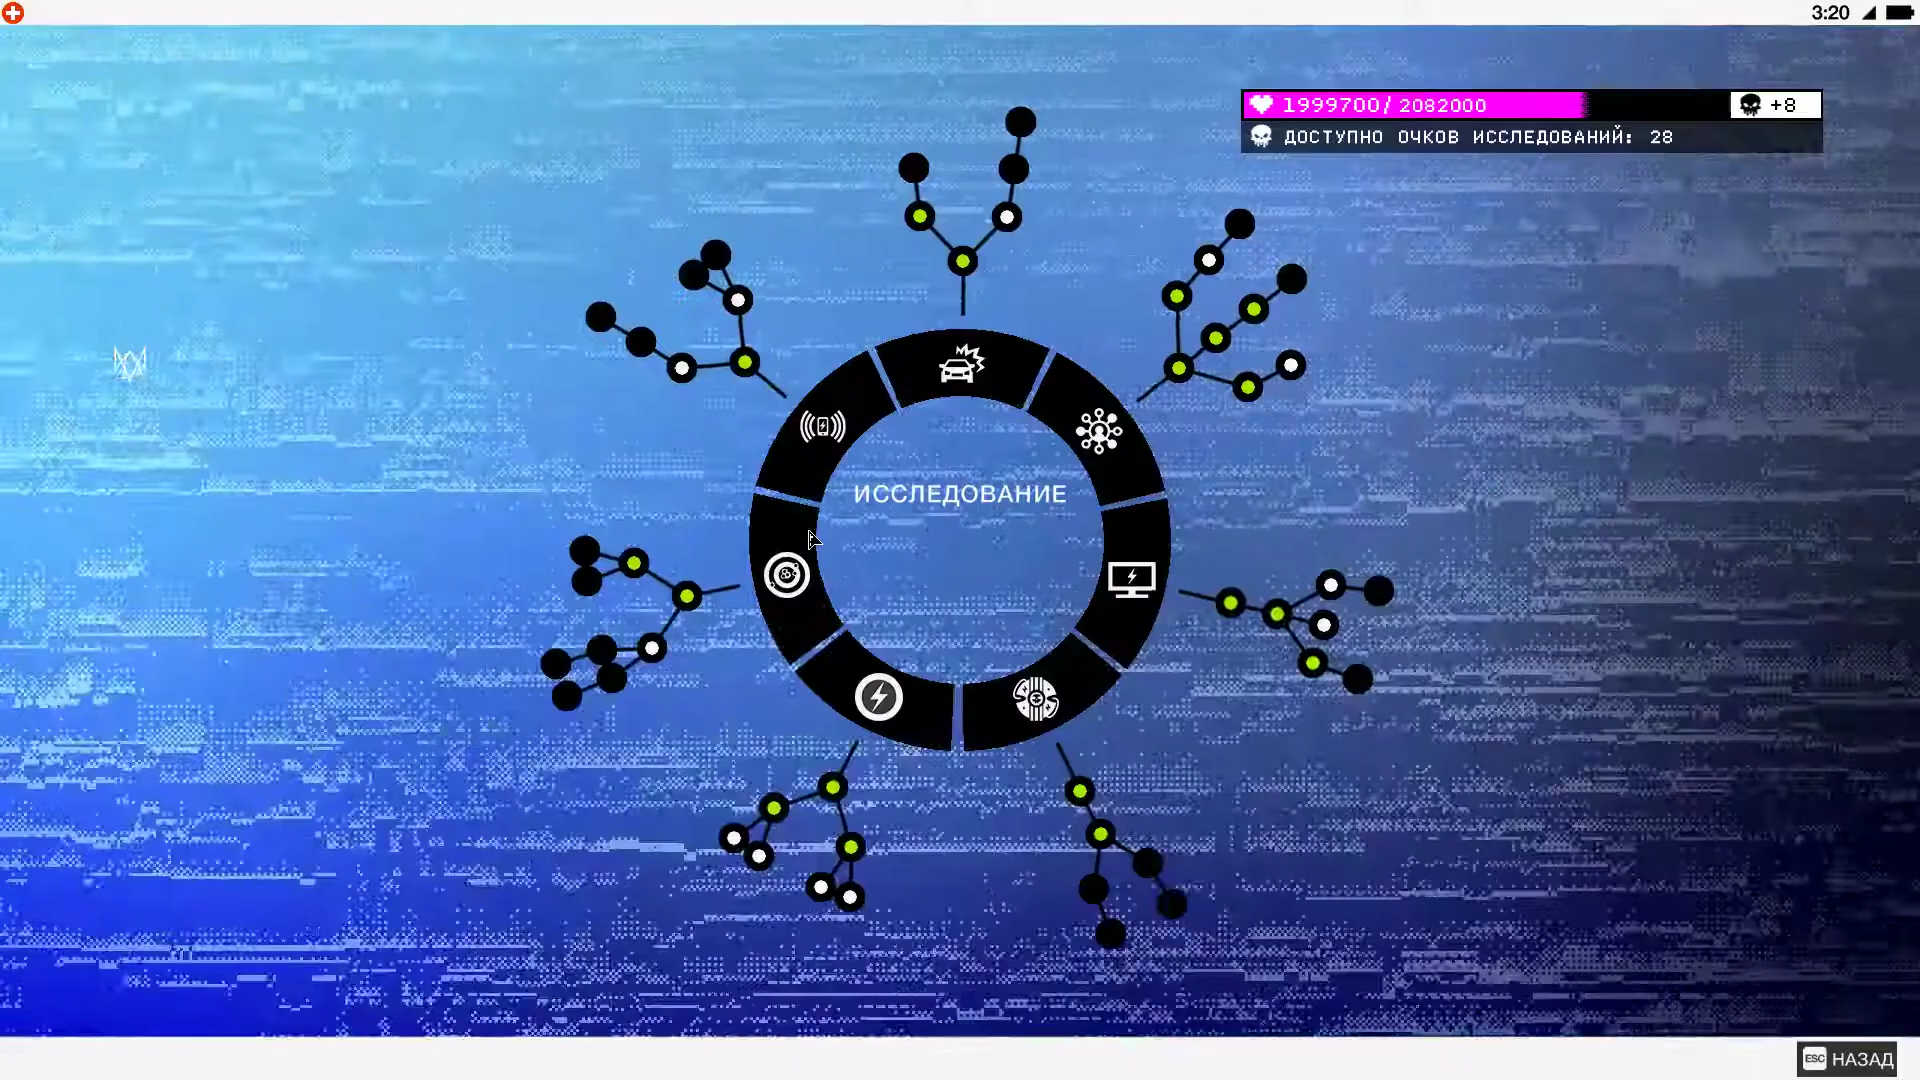 3:20
1999700/ 2082000
+8
ДОСТУПНО ОЧКОВ ИССЛЕДОВАНИЙ: 28
ИССЛЕДОВАНИЕ
ESC НАЗАД